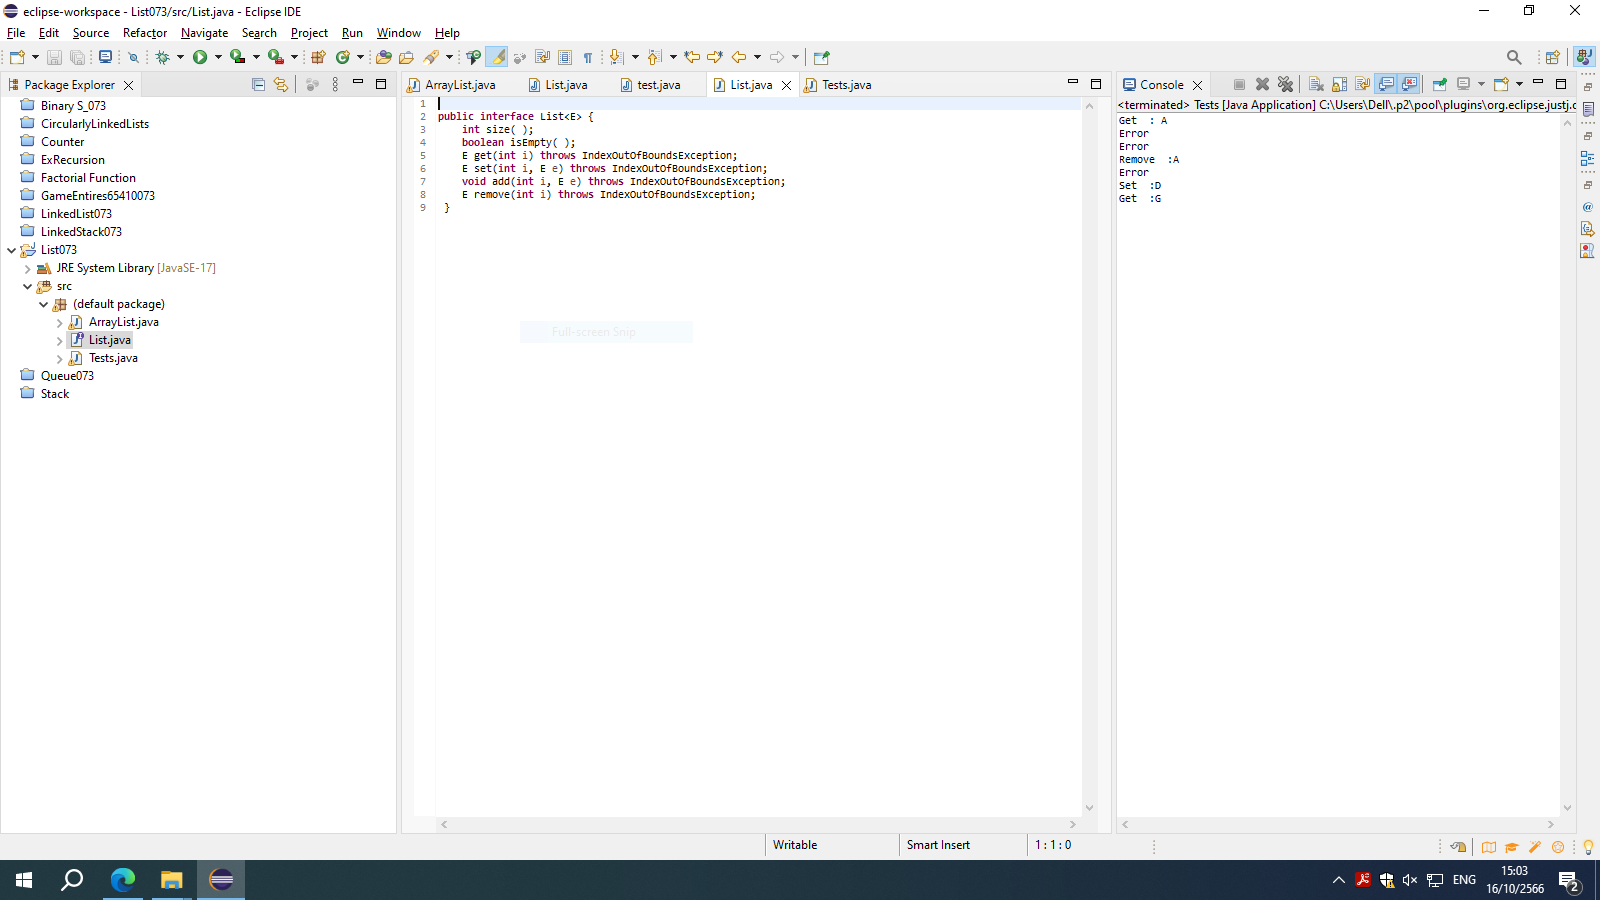 eclipse-workspace - List073/src/List.java - Eclipse IDE
File Edit Source Refactor Navigate Search Project Run Window Help
Package Explorer
ArrayList.java List.java test.java List.java Tests.java
Console
Binary S_073
CircularlyLinkedLists
Counter
ExRecursion
Factorial Function
GameEntires65410073
LinkedList073
LinkedStack073
List073
JRE System Library [JavaSE-17]
src
(default package)
ArrayList.java
List.java
Tests.java
Queue073
Stack
1
2 public interface List<E> {
3 int size( );
4 boolean isEmpty( );
5 E get(int i) throws IndexOutOfBoundsException;
6 E set(int i, E e) throws IndexOutOfBoundsException;
7 void add(int i, E e) throws IndexOutOfBoundsException;
8 E remove(int i) throws IndexOutOfBoundsException;
9 }
Full-screen Snip
<terminated> Tests [Java Application] C:\Users\Dell\.p2\pool\plugins\org.eclipse.justj.o
Get : A
Error
Error
Remove :A
Error
Set :D
Get :G
Writable Smart Insert 1 : 1 : 0
ENG
15:03
16/10/2566
2